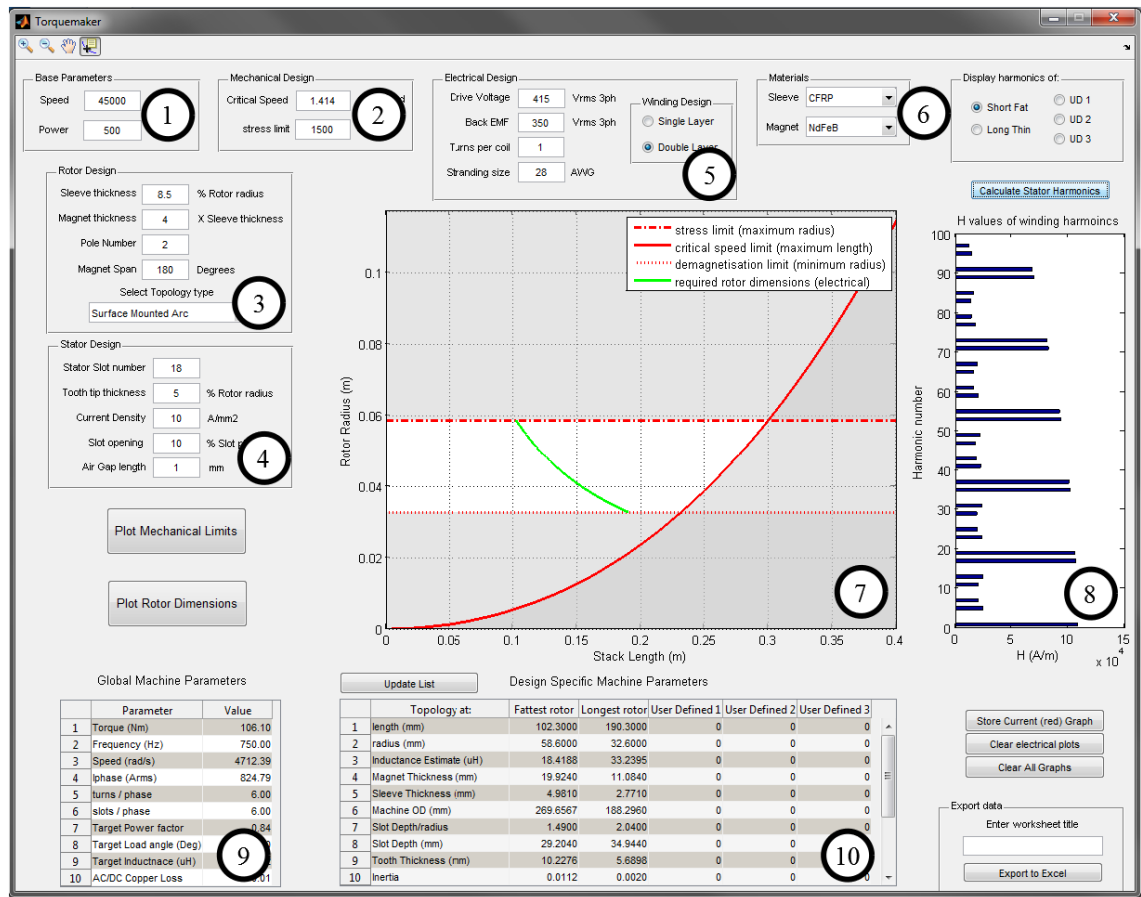 Torquemaker
Base Parameters
Speed 45000
Power 500
1
Mechanical Design
Critical Speed 1.414
stress limit 1500
2
Electrical Design
Drive Voltage 415 Vrms 3ph
Back EMF 350 Vrms 3ph
Turns per coil 1
Stranding size 28 AWG
Winding Design
Single Layer
Double Layer
5
Materials
Sleeve CFRP
Magnet NdFeB
6
Display harmonics of:
Short Fat
Long Thin
UD 1
UD 2
UD 3
Calculate Stator Harmonics
Rotor Design
Sleeve thickness 8.5 % Rotor radius
Magnet thickness 4 X Sleeve thickness
Pole Number 2
Magnet Span 180 Degrees
Select Topology type
Surface Mounted Arc
3
Stator Design
Stator Slot number 18
Tooth tip thickness 5 % Rotor radius
Current Density 10 A/mm2
Slot opening 10 % Slot
Air Gap length 1 mm
4
Plot Mechanical Limits
Plot Rotor Dimensions
stress limit (maximum radius)
critical speed limit (maximum length)
demagnetisation limit (minimum radius)
required rotor dimensions (electrical)
Rotor Radius (m)
0.1
0.08
0.06
0.04
0.02
0
0 0.05 0.1 0.15 0.2 0.25 0.3 0.35 0.4
Stack Length (m)
7
H values of winding harmoincs
Harmonic number
100
90
80
70
60
50
40
30
20
10
0
0 5 10 15
H (A/m)
x 10 4
8
Global Machine Parameters
Parameter Value
1 Torque (Nm) 106.10
2 Frequency (Hz) 750.00
3 Speed (rad/s) 4712.39
4 Iphase (Arms) 824.79
5 turns / phase 6.00
6 slots / phase 6.00
7 Target Power factor 0.84
8 Target Load angle (Deg)
9 Target Inductnace (uH)
10 AC/DC Copper Loss
9
Update List
Design Specific Machine Parameters
Topology at: Fattest rotor Longest rotor User Defined 1 User Defined 2 User Defined 3
1 length (mm) 102.3000 190.3000 0 0 0
2 radius (mm) 58.6000 32.6000 0 0 0
3 Inductance Estimate (uH) 18.4188 33.2395 0 0 0
4 Magnet Thickness (mm) 19.9240 11.0840 0 0 0
5 Sleeve Thickness (mm) 4.9810 2.7710 0 0 0
6 Machine OD (mm) 269.6567 188.2960 0 0 0
7 Slot Depth/radius 1.4900 2.0400 0 0 0
8 Slot Depth (mm) 29.2040 34.9440 0 0
9 Tooth Thickness (mm) 10.2276 5.6898 0 0
10 Inertia 0.0112 0.0020 0 0
10
Store Current (red) Graph
Clear electrical plots
Clear All Graphs
Export data
Enter worksheet title
Export to Excel